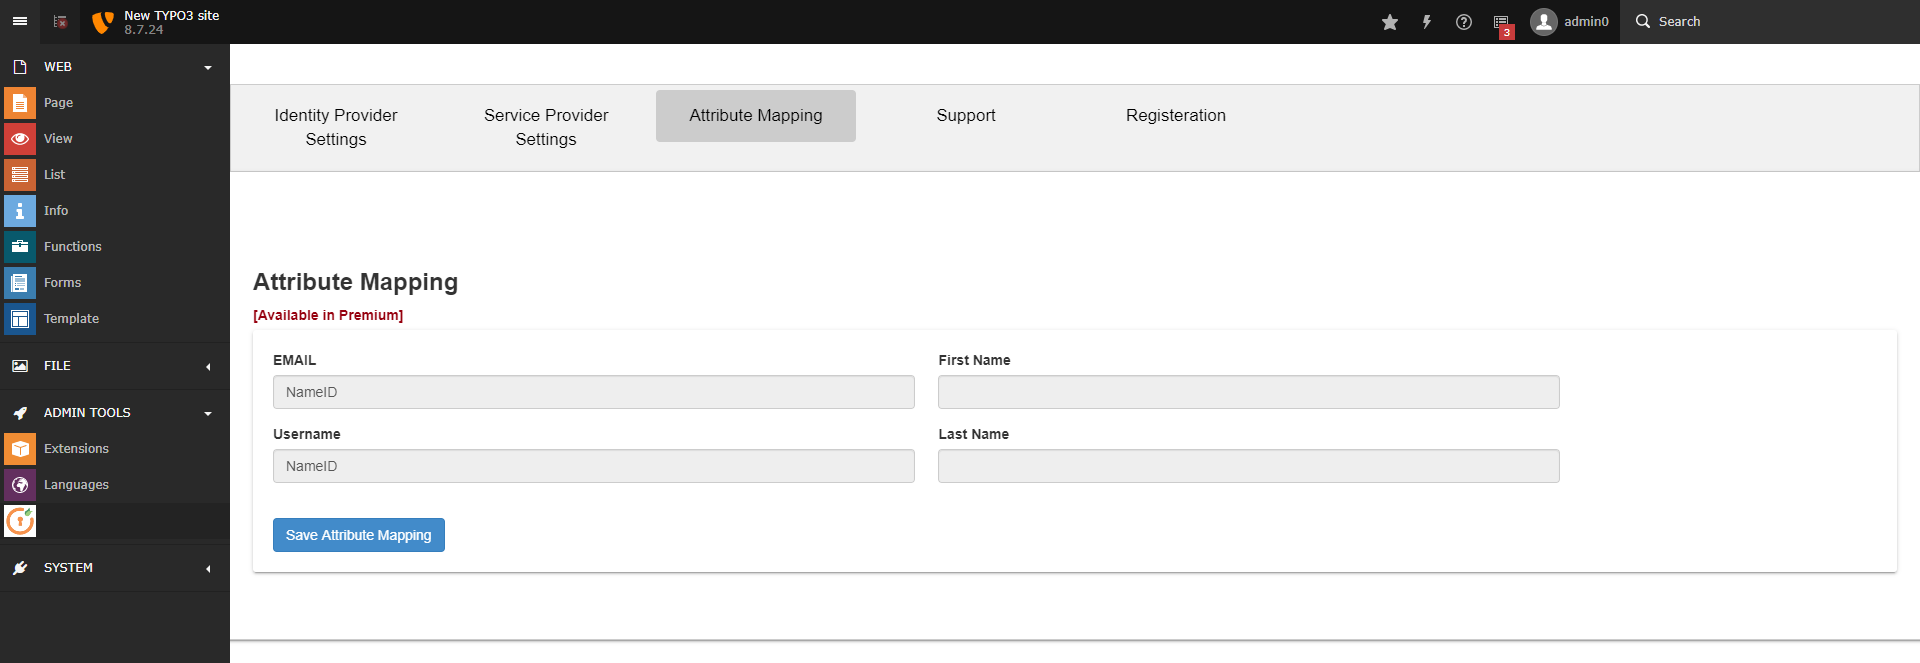 New TYPO3 site
8.7.24
3
admin0
Search
WEB
Page
View
List
Info
Functions
Forms
Template
FILE
ADMIN TOOLS
Extensions
Languages
SYSTEM
Identity Provider
Settings
Service Provider
Settings
Attribute Mapping
Support
Registeration
Attribute Mapping
[Available in Premium]
EMAIL
NameID
First Name
Username
NameID
Last Name
Save Attribute Mapping